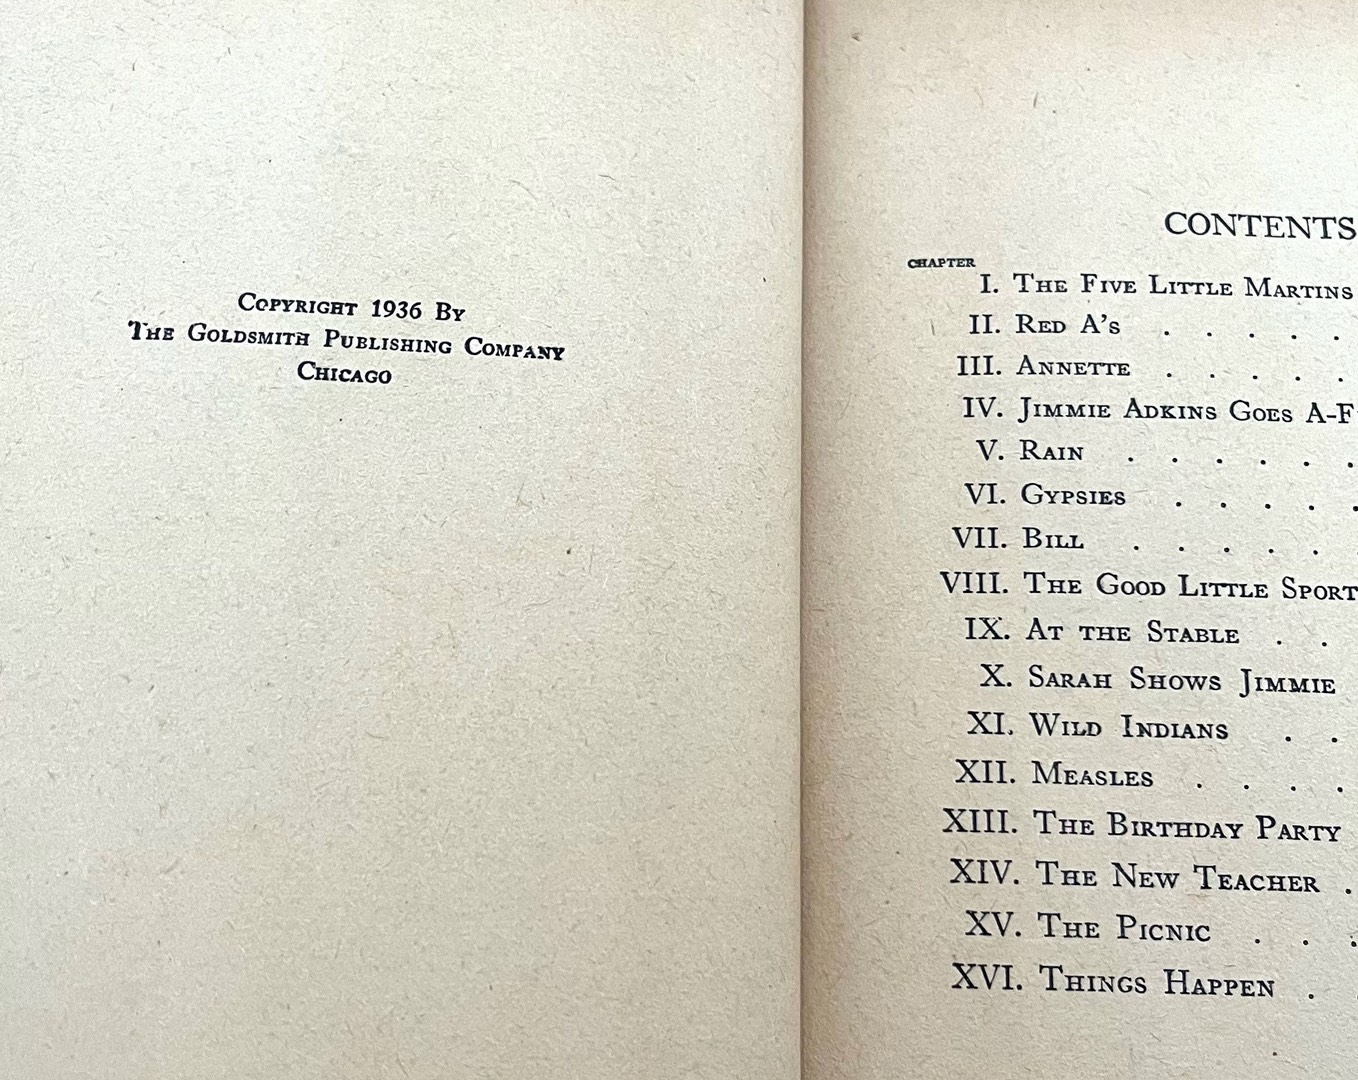 Copyright 1936 By
The Goldsmith Publishing Company
Chicago
CONTENTS
CHAPTER
I. The Five Little Martins
II. Red A's . . . . .
III. Annette . . . . .
IV. Jimmie Adkins Goes A-F
V. Rain . . . . . .
VI. Gypsies . . . . .
VII. Bill . . . . . .
VIII. The Good Little Sport
IX. At the Stable . .
X. Sarah Shows Jimmie
XI. Wild Indians . .
XII. Measles . . . .
XIII. The Birthday Party
XIV. The New Teacher .
XV. The Picnic . . .
XVI. Things Happen .